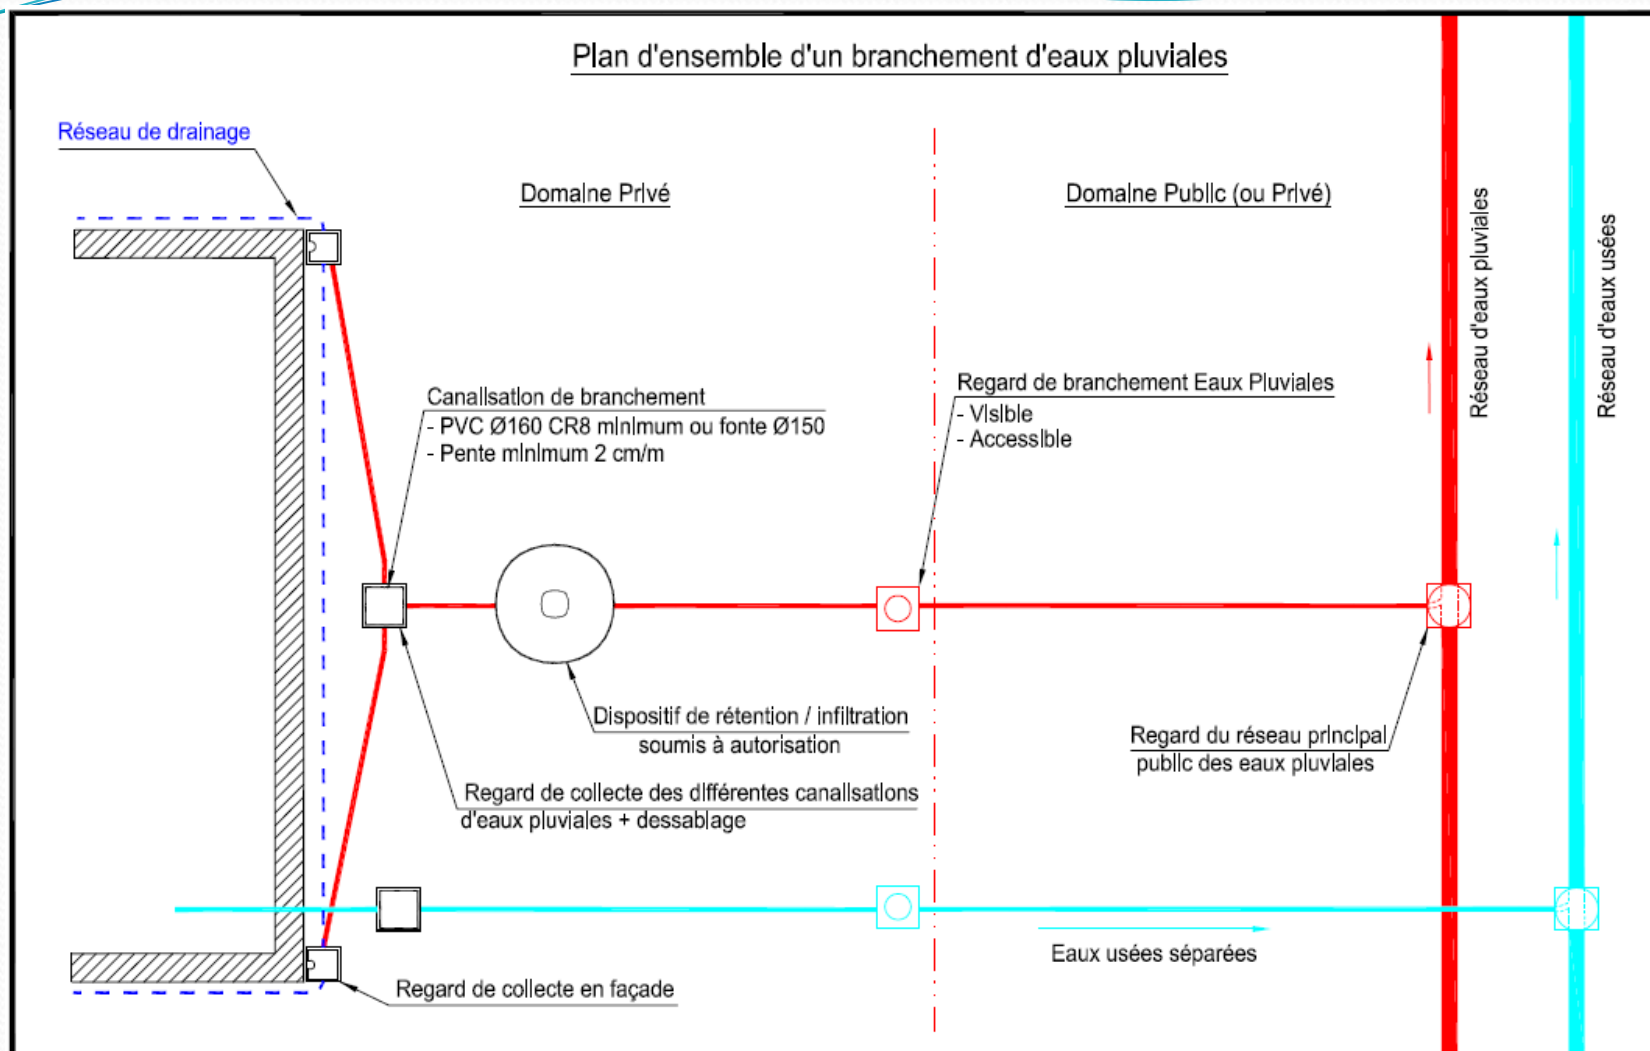 Plan d'ensemble d'un branchement d'eaux pluviales
Réseau de drainage
Domaine Privé
Domaine Public (ou Privé)
Réseau d'eaux pluviales
Réseau d'eaux usées
Canalisation de branchement
- PVC Ø160 CR8 minimum ou fonte Ø150
- Pente minimum 2 cm/m
Regard de branchement Eaux Pluviales
- Visible
- Accessible
Dispositif de rétention / infiltration
soumis à autorisation
Regard du réseau principal
public des eaux pluviales
Regard de collecte des différentes canalisations
d'eaux pluviales + dessablage
Eaux usées séparées
Regard de collecte en façade